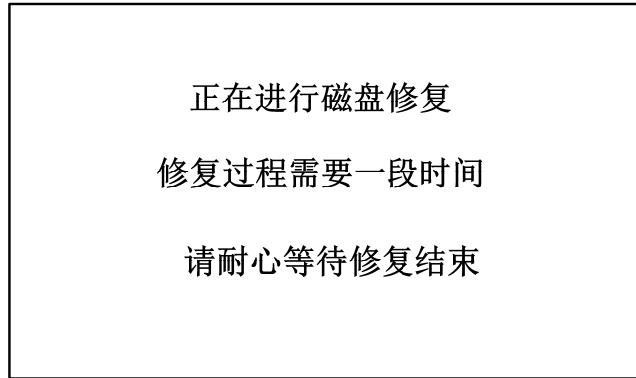 正在进行磁盘修复
修复过程需要一段时间
请耐心等待修复结束